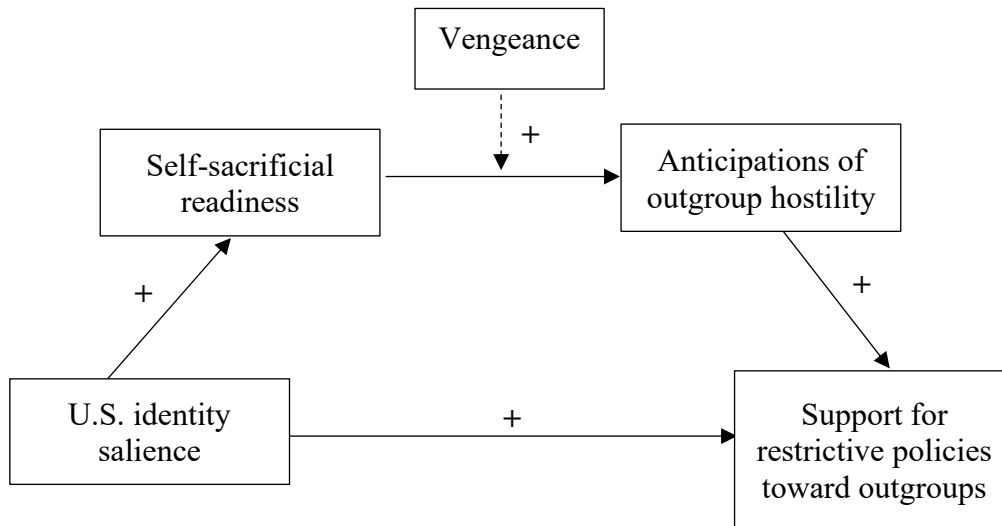 Vengeance
+
Self-sacrificial
readiness
Anticipations of
outgroup hostility
+
+
U.S. identity
salience
+
Support for
restrictive policies
toward outgroups